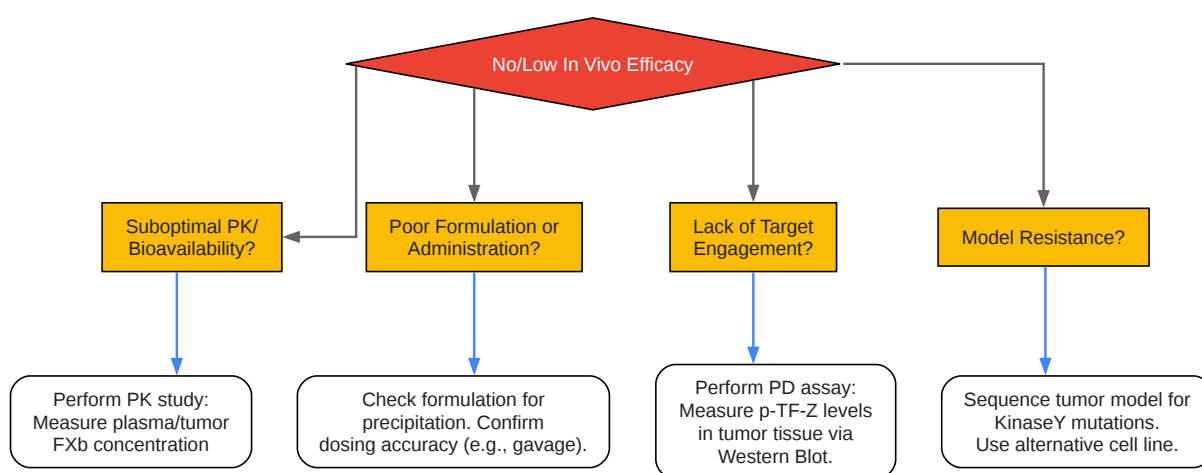 No/Low In Vivo Efficacy
Suboptimal PK/
Bioavailability?
Poor Formulation or
Administration?
Lack of Target
Engagement?
Model Resistance?
Perform PK study:
Measure plasma/tumor
FXb concentration
Check formulation for
precipitation. Confirm
dosing accuracy (e.g., gavage).
Perform PD assay:
Measure p-TF-Z levels
in tumor tissue via
Western Blot.
Sequence tumor model for
KinaseY mutations.
Use alternative cell line.